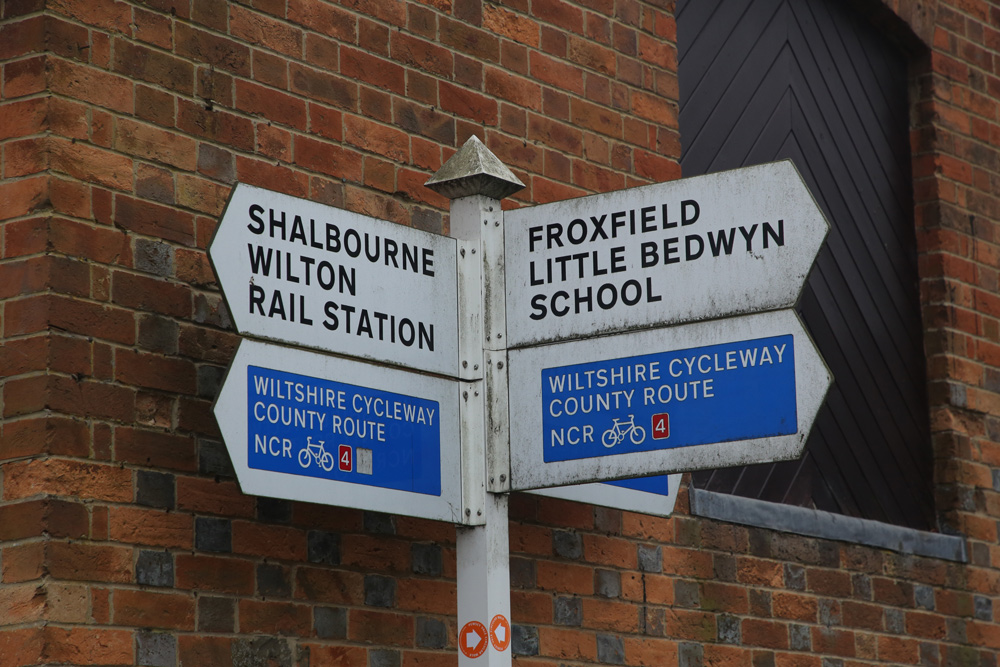 SHALBOURNE
WILTON
RAIL STATION
WILTSHIRE CYCLEWAY
COUNTY ROUTE
NCR 4
FROXFIELD
LITTLE BEDWYN
SCHOOL
WILTSHIRE CYCLEWAY
COUNTY ROUTE
NCR 4